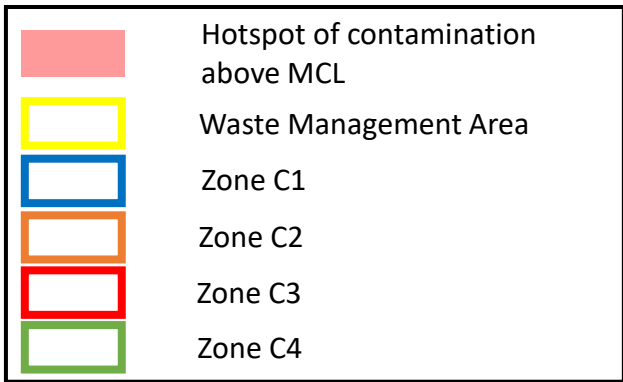 Hotspot of contamination
above MCL
Waste Management Area
Zone C1
Zone C2
Zone C3
Zone C4